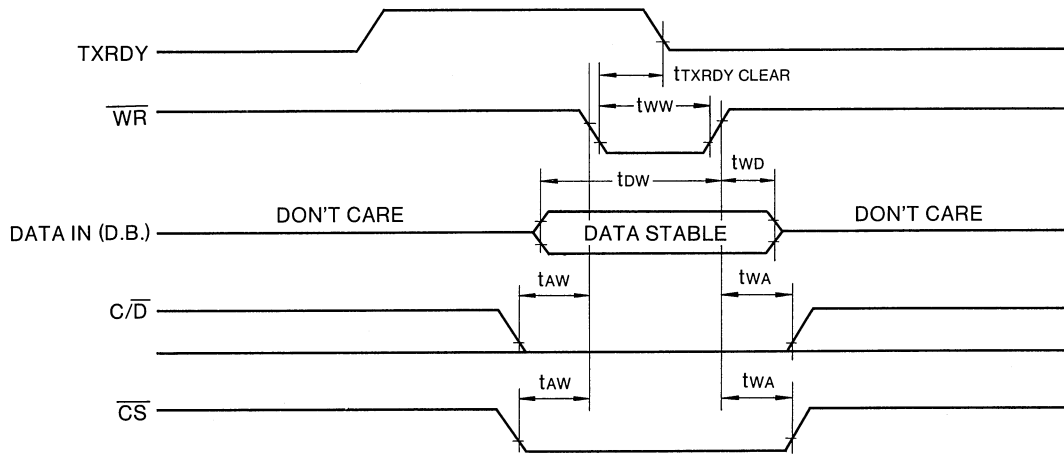 TXRDY
tTXRDY CLEAR
WR
tWW
tDW
tWD
DATA IN (D.B.)
DON'T CARE
DATA STABLE
DON'T CARE
tAW
tWA
C/D
tAW
tWA
CS